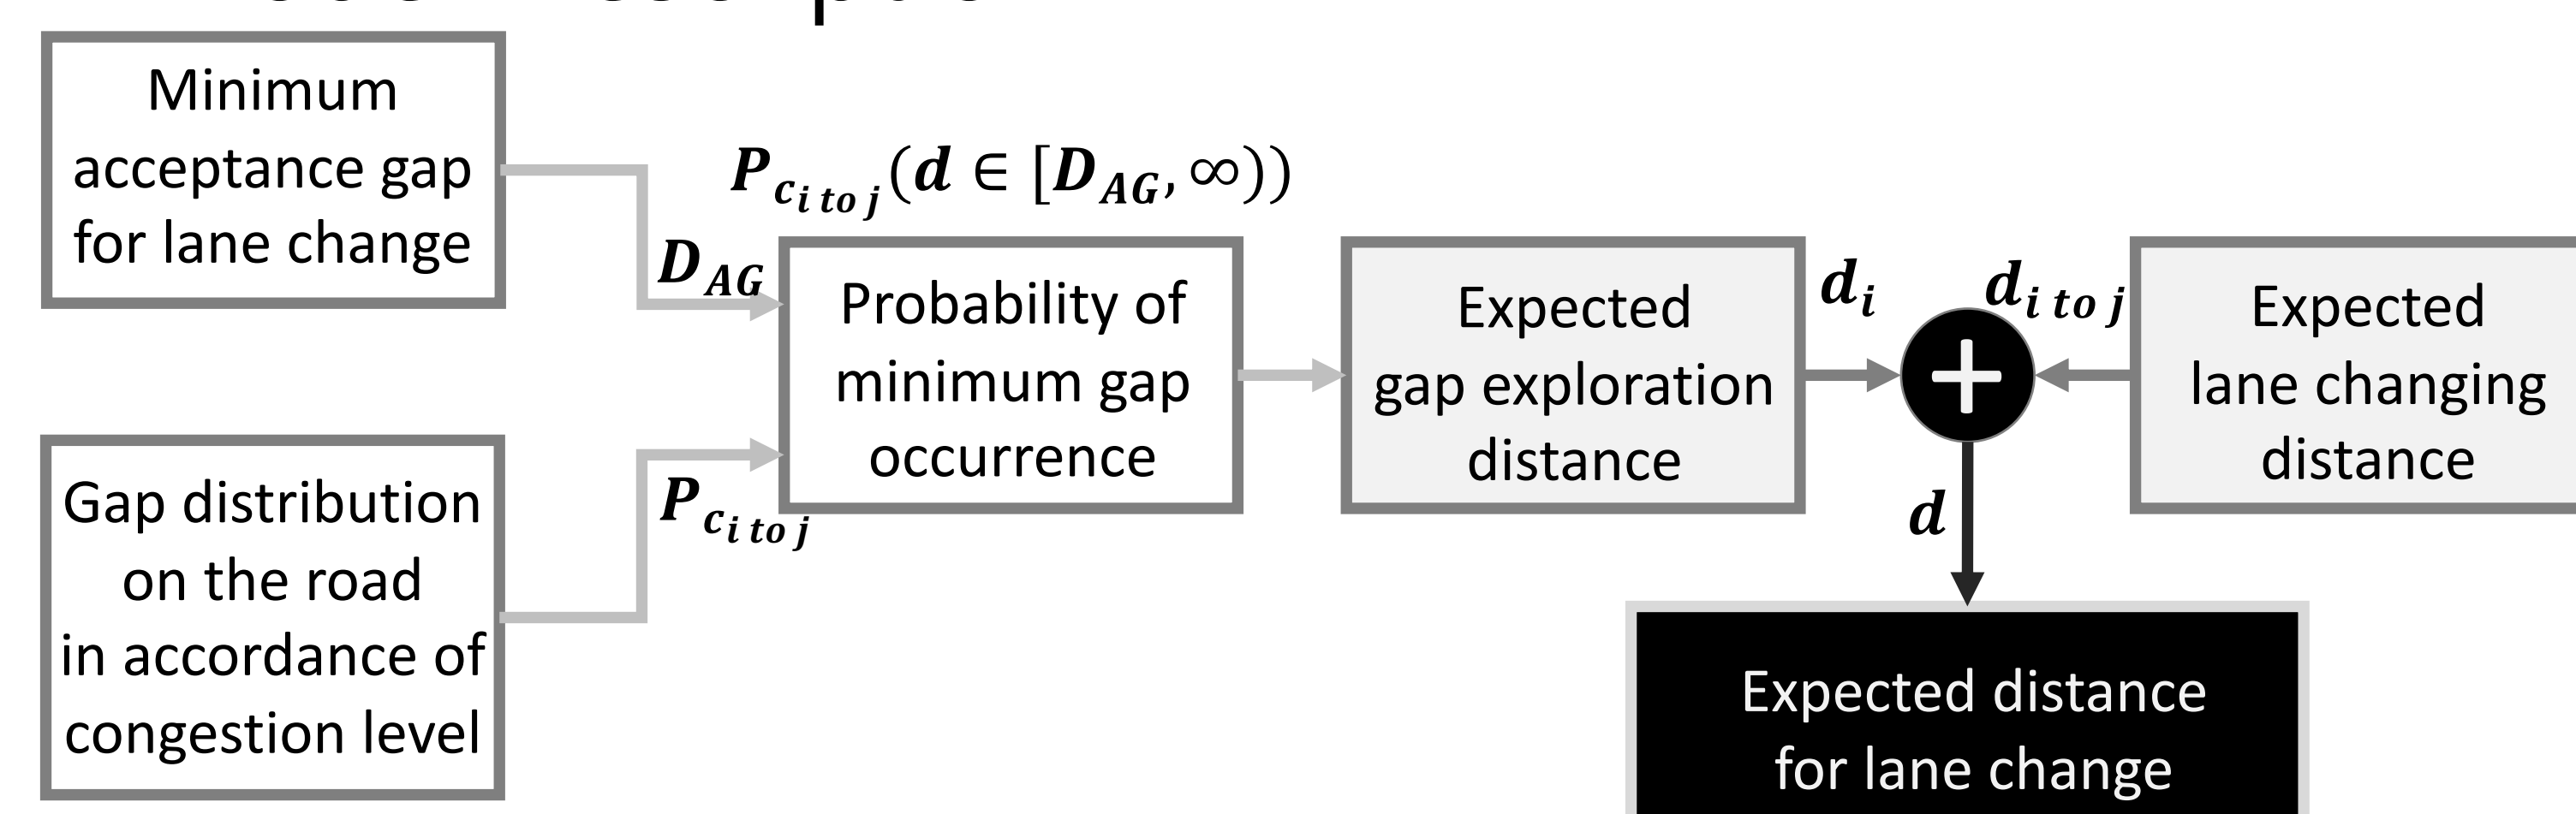 Minimum
acceptance gap
for lane change
P_{c_{i to j}}(d ∈ [D_{AG}, ∞))
D_{AG}
Probability of
minimum gap
occurrence
P_{c_{i to j}}
Gap distribution
on the road
in accordance of
congestion level
Expected
gap exploration
distance
d_i
+
d_{i to j}
Expected
lane changing
distance
d
Expected distance
for lane change